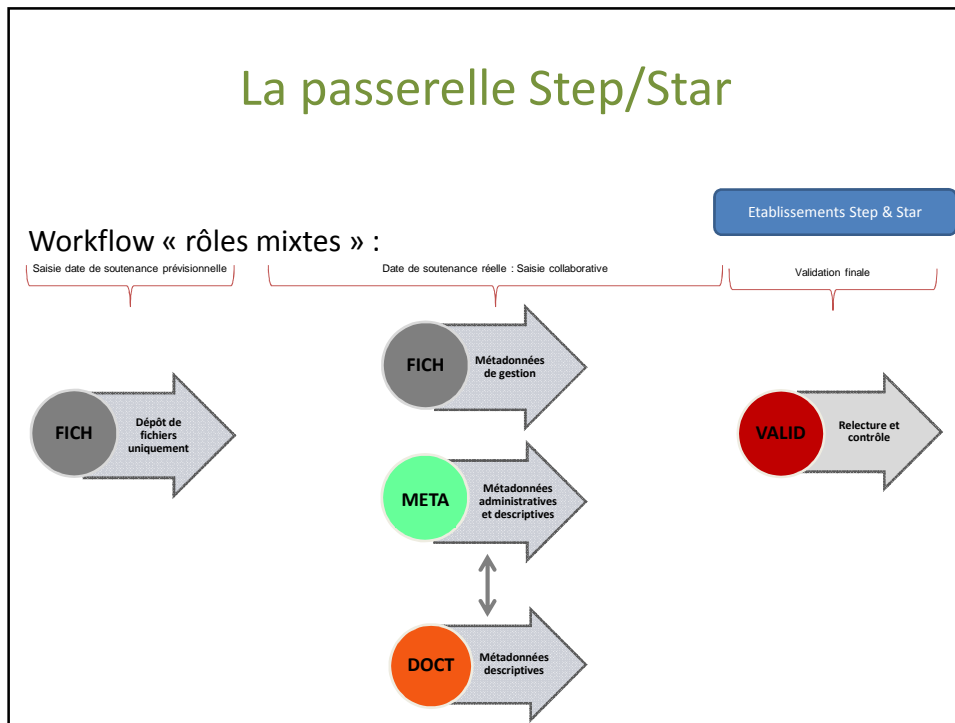 La passerelle Step/Star
Etablissements Step & Star
Workflow « rôles mixtes » :
Saisie date de soutenance prévisionnelle
Date de soutenance réelle : Saisie collaborative
Validation finale
FICH
Dépôt de
fichiers
uniquement
FICH
Métadonnées
de gestion
META
Métadonnées
administratives
et descriptives
DOCT
Métadonnées
descriptives
VALID
Relecture et
contrôle